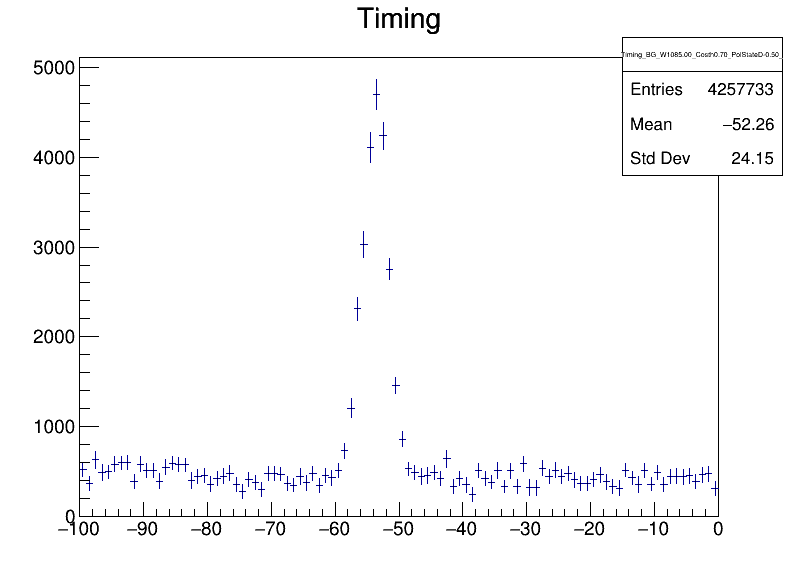 Timing
Timing_BG_W1085.00_Costh0.70_PolStateD-0.50_
Entries 4257733
Mean −52.26
Std Dev 24.15
5000
4000
3000
2000
1000
0
−100 −90 −80 −70 −60 −50 −40 −30 −20 −10 0